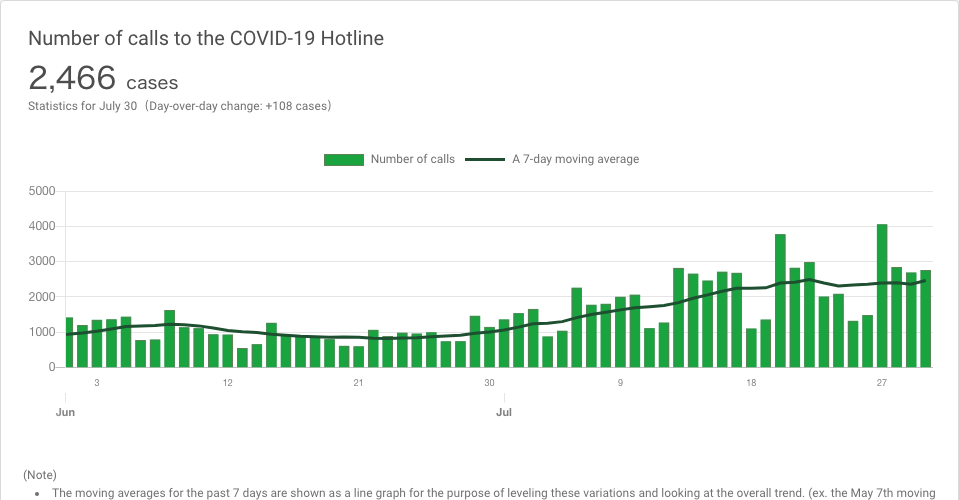 Number of calls to the COVID-19 Hotline
2,466 cases
Statistics for July 30 (Day-over-day change: +108 cases)
Number of calls A 7-day moving average
5000
4000
3000
2000
1000
0
3 12 21 30 9 18 27
Jun Jul
(Note)
• The moving averages for the past 7 days are shown as a line graph for the purpose of leveling these variations and looking at the overall trend. (ex. the May 7th moving